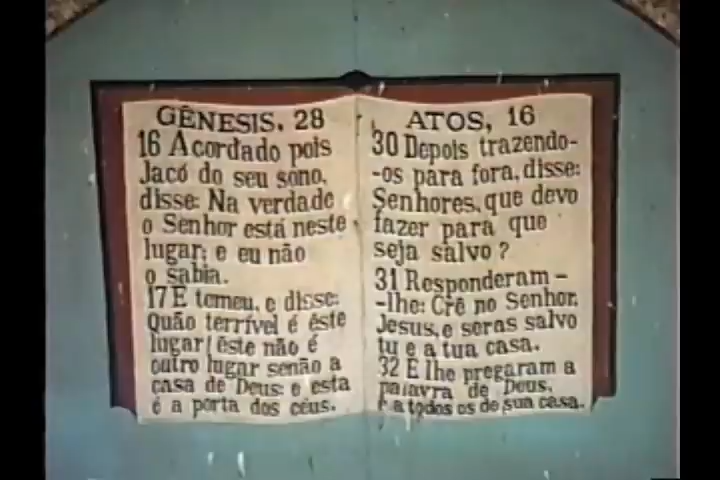 GÊNESIS, 28
16 Acordado pois
Jacó do seu sono,
disse: Na verdade
o Senhor está neste
lugar; e eu não
o sabia.
17 E temeu, e disse:
Quão terrível é êste
lugar! êste não é
outro lugar senão a
casa de Deus: e esta
é a porta dos céus.
ATOS, 16
30 Depois trazendo-
-os para fora, disse:
Senhores, que devo
fazer para que
seja salvo?
31 Responderam-
-lhe: Crê no Senhor,
Jesus, e seras salvo
tu e a tua casa.
32 E lhe pregaram a
palavra de Deus,
E a todos os de sua casa.